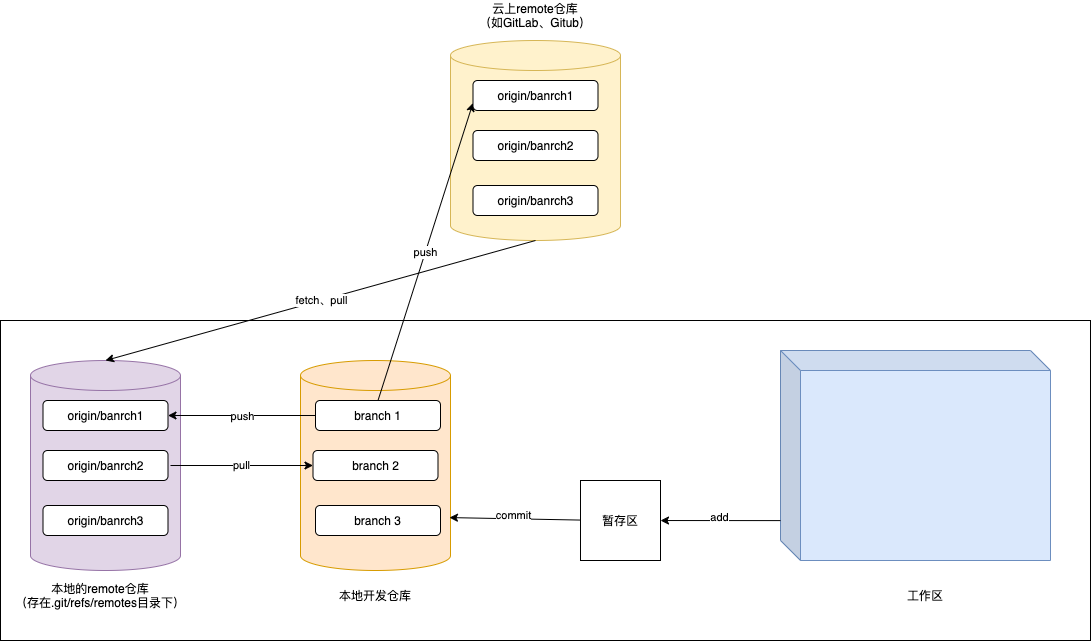 云上remote仓库
（如GitLab、Gitub）
origin/banrch1
origin/banrch2
origin/banrch3
push
fetch、pull
origin/banrch1
push
branch 1
origin/banrch2
pull
branch 2
origin/banrch3
branch 3
commit
暂存区
add
本地的remote仓库
（存在.git/refs/remotes目录下）
本地开发仓库
工作区